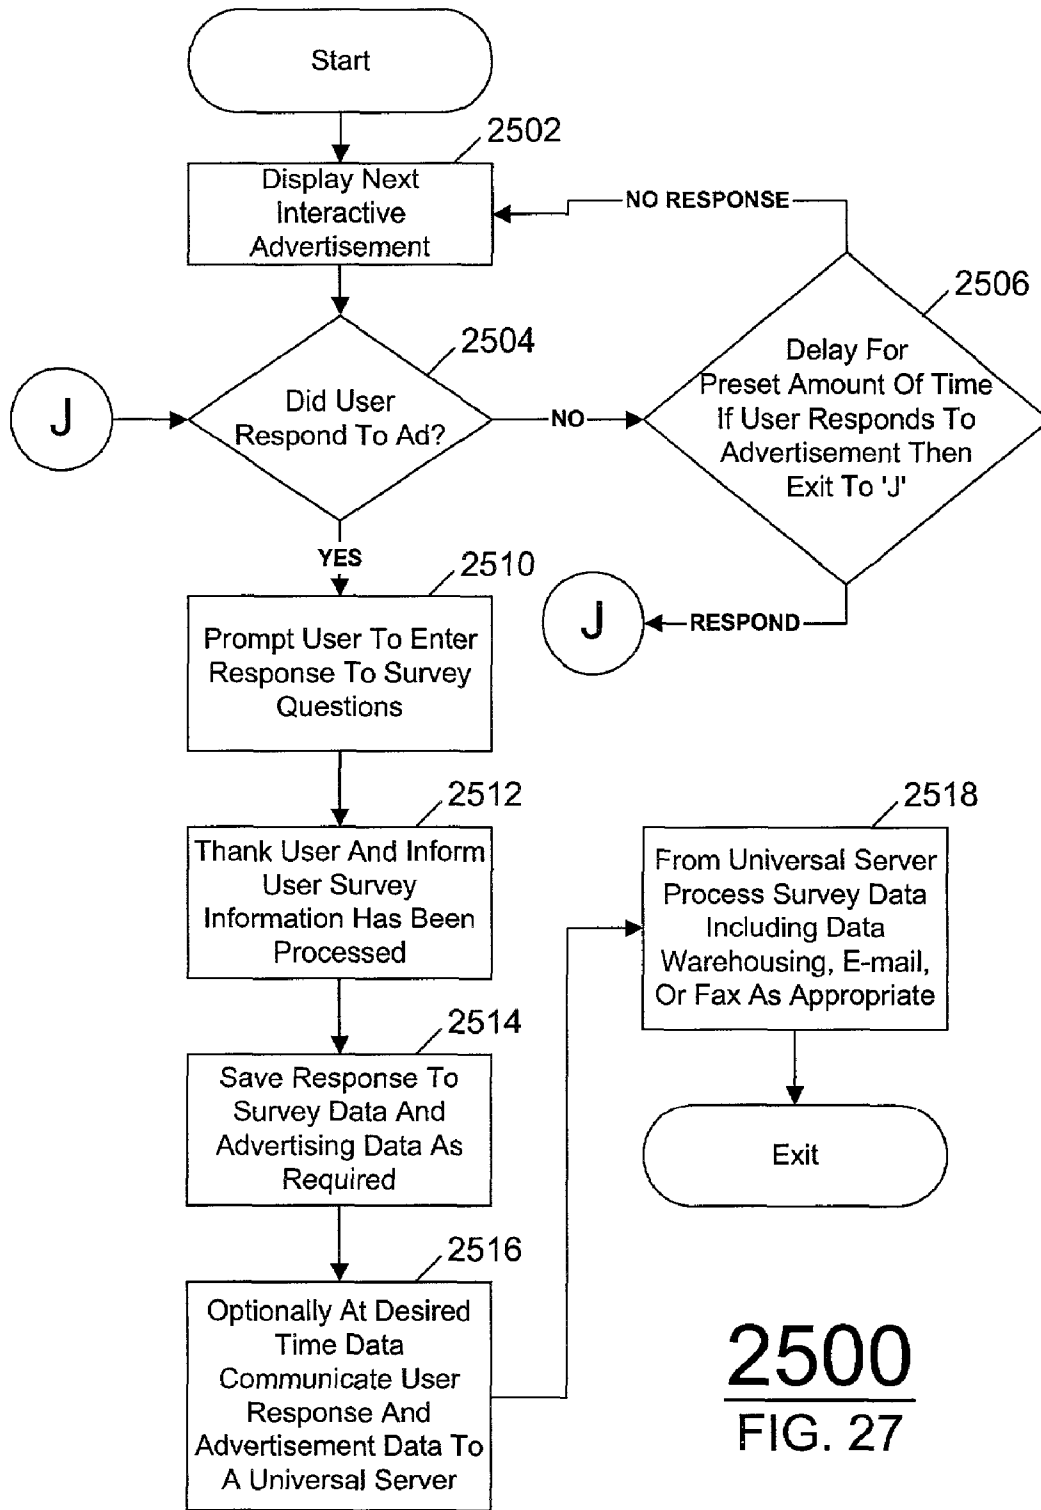 Start
2502
Display Next
Interactive
Advertisement
NO RESPONSE
2506
Delay For
Preset Amount Of Time
If User Responds To
Advertisement Then
Exit To 'J'
2504
J
Did User
Respond To Ad?
NO
YES
J
RESPOND
2510
Prompt User To Enter
Response To Survey
Questions
2512
Thank User And Inform
User Survey
Information Has Been
Processed
2518
From Universal Server
Process Survey Data
Including Data
Warehousing, E-mail,
Or Fax As Appropriate
2514
Save Response To
Survey Data And
Advertising Data As
Required
Exit
2516
Optionally At Desired
Time Data
Communicate User
Response And
Advertisement Data To
A Universal Server
2500
FIG. 27